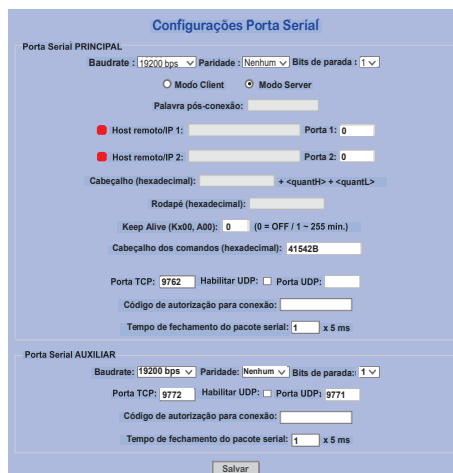 Configurações Porta Serial
Porta Serial PRINCIPAL
Baudrate : 19200 bps Paridade : Nenhum Bits de parada : 1
Modo Client Modo Server
Palavra pós-conexão:
Host remoto/IP 1: Porta 1: 0
Host remoto/IP 2: Porta 2: 0
Cabeçalho (hexadecimal): + <quantH> + <quantL>
Rodapé (hexadecimal):
Keep Alive (Kx00, A00): 0 (0 = OFF / 1 ~ 255 min.)
Cabeçalho dos comandos (hexadecimal): 41542B
Porta TCP: 9762 Habilitar UDP: Porta UDP:
Código de autorização para conexão:
Tempo de fechamento do pacote serial: 1 x 5 ms
Porta Serial AUXILIAR
Baudrate: 19200 bps Paridade: Nenhum Bits de parada:: 1
Porta TCP: 9772 Habilitar UDP: Porta UDP: 9771
Código de autorização para conexão:
Tempo de fechamento do pacote serial: 1 x 5 ms
Salvar